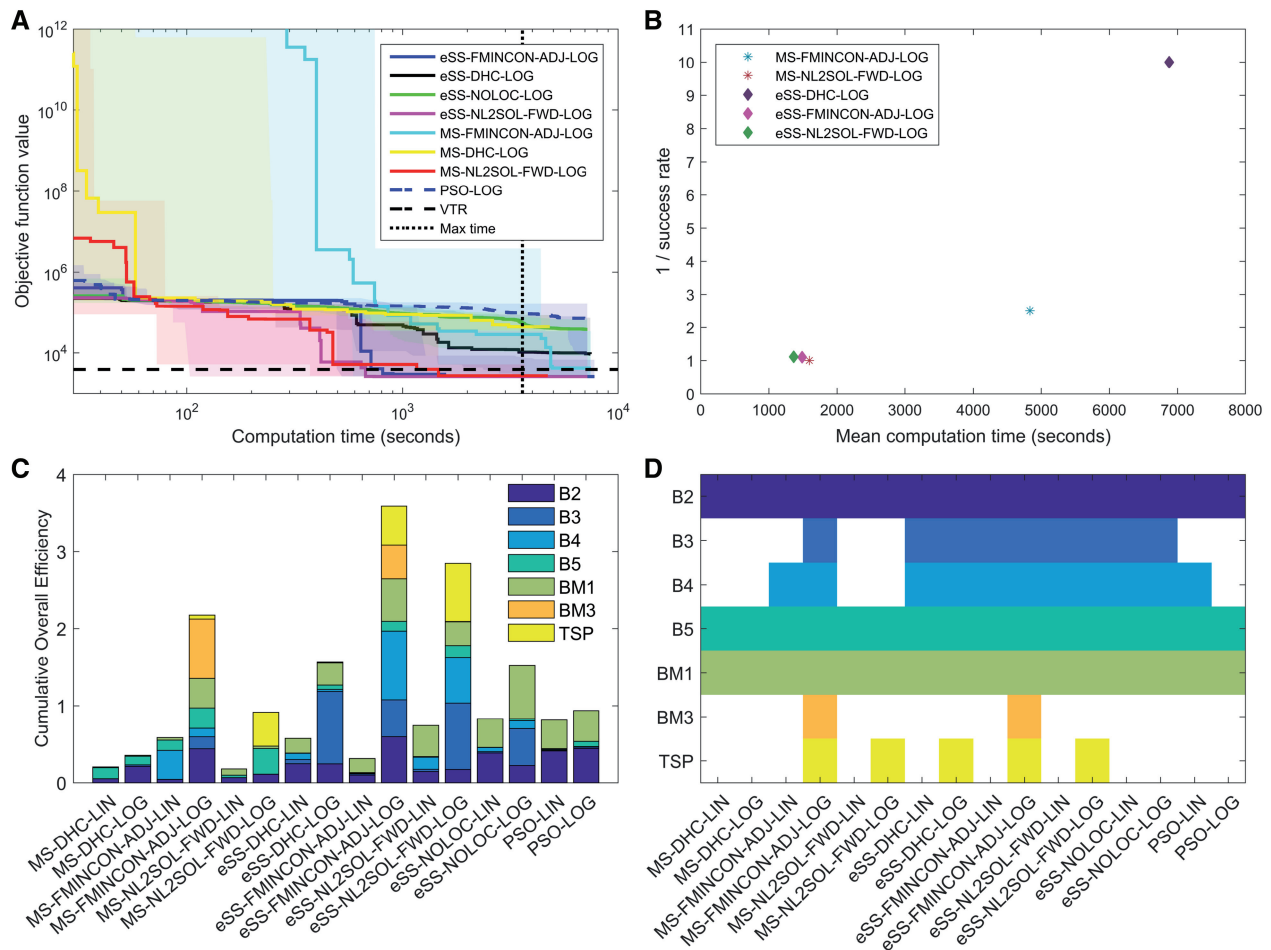 A
10^12
10^10
10^8
10^6
10^4
Objective function value
10^2
10^3
10^4
Computation time (seconds)
eSS-FMINCON-ADJ-LOG
eSS-DHC-LOG
eSS-NOLOC-LOG
eSS-NL2SOL-FWD-LOG
MS-FMINCON-ADJ-LOG
MS-DHC-LOG
MS-NL2SOL-FWD-LOG
PSO-LOG
VTR
Max time
B
11
10
9
8
7
6
5
4
3
2
1
0
1 / success rate
0
1000
2000
3000
4000
5000
6000
7000
8000
Mean computation time (seconds)
MS-FMINCON-ADJ-LOG
MS-NL2SOL-FWD-LOG
eSS-DHC-LOG
eSS-FMINCON-ADJ-LOG
eSS-NL2SOL-FWD-LOG
C
4
3
2
1
0
Cumulative Overall Efficiency
B2
B3
B4
B5
BM1
BM3
TSP
MS-DHC-LIN
MS-DHC-LOG
MS-FMINCON-ADJ-LIN
MS-FMINCON-ADJ-LOG
MS-NL2SOL-FWD-LIN
MS-NL2SOL-FWD-LOG
eSS-DHC-LIN
eSS-DHC-LOG
eSS-FMINCON-ADJ-LIN
eSS-FMINCON-ADJ-LOG
eSS-NL2SOL-FWD-LIN
eSS-NL2SOL-FWD-LOG
eSS-NOLOC-LIN
eSS-NOLOC-LOG
PSO-LIN
PSO-LOG
D
B2
B3
B4
B5
BM1
BM3
TSP
MS-DHC-LIN
MS-DHC-LOG
MS-FMINCON-ADJ-LIN
MS-FMINCON-ADJ-LOG
MS-NL2SOL-FWD-LIN
MS-NL2SOL-FWD-LOG
eSS-DHC-LIN
eSS-DHC-LOG
eSS-FMINCON-ADJ-LIN
eSS-FMINCON-ADJ-LOG
eSS-NL2SOL-FWD-LIN
eSS-NL2SOL-FWD-LOG
eSS-NOLOC-LIN
eSS-NOLOC-LOG
PSO-LIN
PSO-LOG